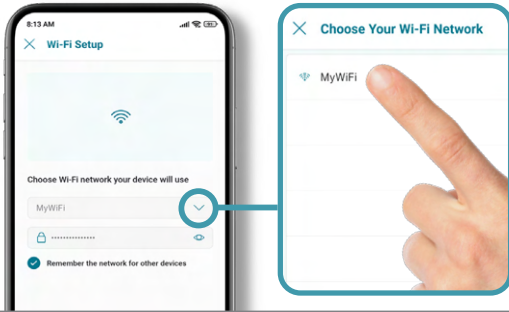 8:13 AM
Wi-Fi Setup
Choose Wi-Fi network your device will use
MyWiFi
Remember the network for other devices
Choose Your Wi-Fi Network
MyWiFi